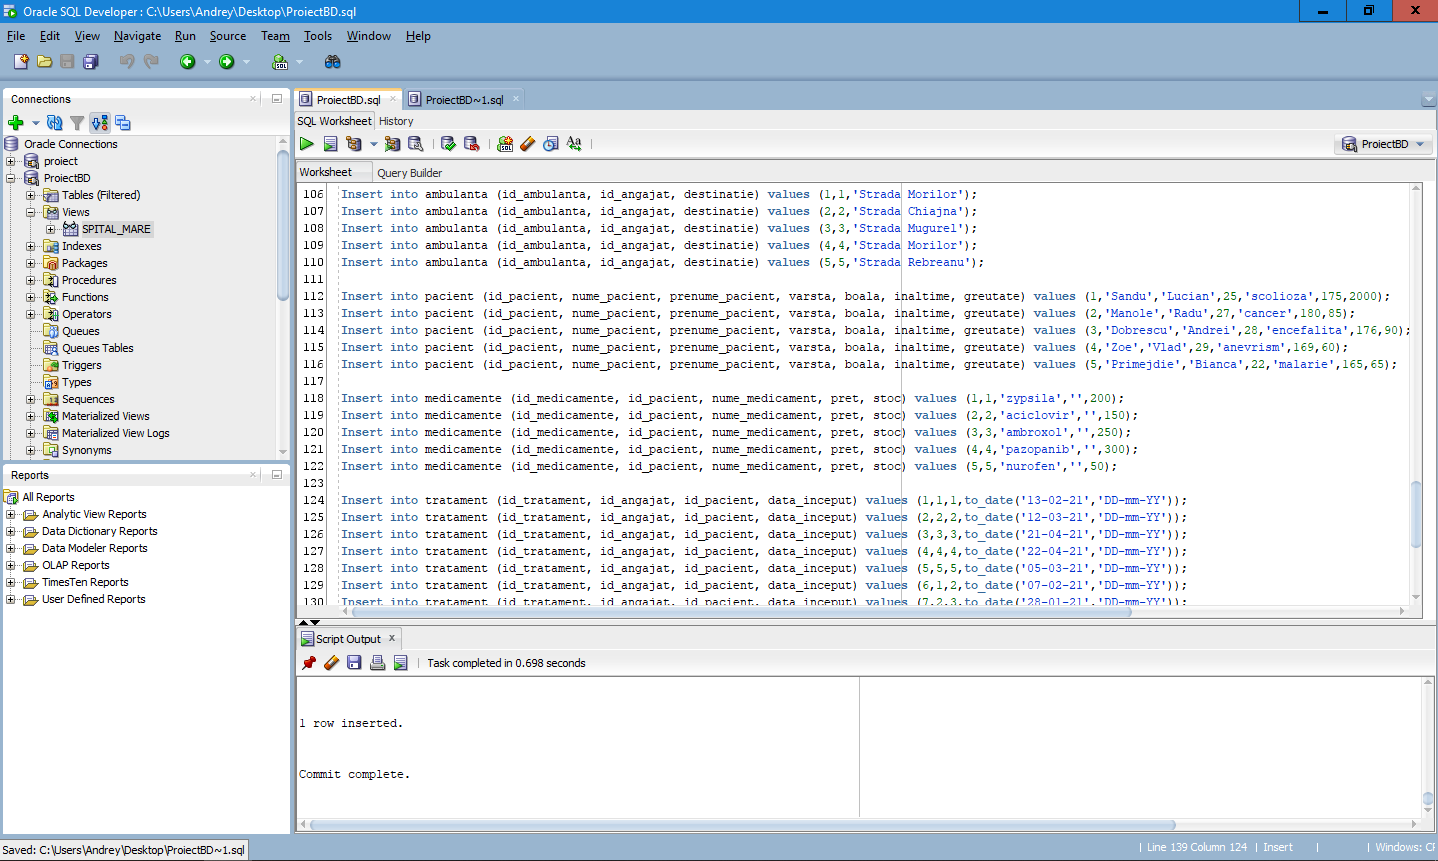 Oracle SQL Developer : C:\Users\Andrey\Desktop\ProiectBD.sql
File Edit View Navigate Run Source Team Tools Window Help
Connections
Oracle Connections
proiect
ProiectBD
Tables (Filtered)
Views
SPITAL_MARE
Indexes
Packages
Procedures
Functions
Operators
Queues
Queues Tables
Triggers
Types
Sequences
Materialized Views
Materialized View Logs
Synonyms
Reports
All Reports
Analytic View Reports
Data Dictionary Reports
Data Modeler Reports
OLAP Reports
TimesTen Reports
User Defined Reports
ProiectBD.sql ProiectBD~1.sql
SQL Worksheet History
ProiectBD
Worksheet Query Builder
106 Insert into ambulanta (id_ambulanta, id_angajat, destinatie) values (1,1,'Strada Morilor');
107 Insert into ambulanta (id_ambulanta, id_angajat, destinatie) values (2,2,'Strada Chiajna');
108 Insert into ambulanta (id_ambulanta, id_angajat, destinatie) values (3,3,'Strada Mugurel');
109 Insert into ambulanta (id_ambulanta, id_angajat, destinatie) values (4,4,'Strada Morilor');
110 Insert into ambulanta (id_ambulanta, id_angajat, destinatie) values (5,5,'Strada Rebreanu');
111
112 Insert into pacient (id_pacient, nume_pacient, prenume_pacient, varsta, boala, inaltime, greutate) values (1,'Sandu','Lucian',25,'scolioza',175,2000);
113 Insert into pacient (id_pacient, nume_pacient, prenume_pacient, varsta, boala, inaltime, greutate) values (2,'Manole','Radu',27,'cancer',180,85);
114 Insert into pacient (id_pacient, nume_pacient, prenume_pacient, varsta, boala, inaltime, greutate) values (3,'Dobrescu','Andrei',28,'encefalita',176,90);
115 Insert into pacient (id_pacient, nume_pacient, prenume_pacient, varsta, boala, inaltime, greutate) values (4,'Zoe','Vlad',29,'anevrism',169,60);
116 Insert into pacient (id_pacient, nume_pacient, prenume_pacient, varsta, boala, inaltime, greutate) values (5,'Primejdie','Bianca',22,'malarie',165,65);
117
118 Insert into medicamente (id_medicamente, id_pacient, nume_medicament, pret, stoc) values (1,1,'zypsila','',200);
119 Insert into medicamente (id_medicamente, id_pacient, nume_medicament, pret, stoc) values (2,2,'aciclovir','',150);
120 Insert into medicamente (id_medicamente, id_pacient, nume_medicament, pret, stoc) values (3,3,'ambroxol','',250);
121 Insert into medicamente (id_medicamente, id_pacient, nume_medicament, pret, stoc) values (4,4,'pazopanib','',300);
122 Insert into medicamente (id_medicamente, id_pacient, nume_medicament, pret, stoc) values (5,5,'nurofen','',50);
123
124 Insert into tratament (id_tratament, id_angajat, id_pacient, data_inceput) values (1,1,1,to_date('13-02-21','DD-mm-YY'));
125 Insert into tratament (id_tratament, id_angajat, id_pacient, data_inceput) values (2,2,2,to_date('12-03-21','DD-mm-YY'));
126 Insert into tratament (id_tratament, id_angajat, id_pacient, data_inceput) values (3,3,3,to_date('21-04-21','DD-mm-YY'));
127 Insert into tratament (id_tratament, id_angajat, id_pacient, data_inceput) values (4,4,4,to_date('22-04-21','DD-mm-YY'));
128 Insert into tratament (id_tratament, id_angajat, id_pacient, data_inceput) values (5,5,5,to_date('05-03-21','DD-mm-YY'));
129 Insert into tratament (id_tratament, id_angajat, id_pacient, data_inceput) values (6,1,2,to_date('07-02-21','DD-mm-YY'));
130 Insert into tratament (id_tratament, id_angajat, id_pacient, data_inceput) values (7,2,3,to_date('28-01-21','DD-mm-YY'));
Script Output
Task completed in 0.698 seconds
1 row inserted.
Commit complete.
Saved: C:\Users\Andrey\Desktop\ProiectBD~1.sql
Line 139 Column 124 Insert Windows: